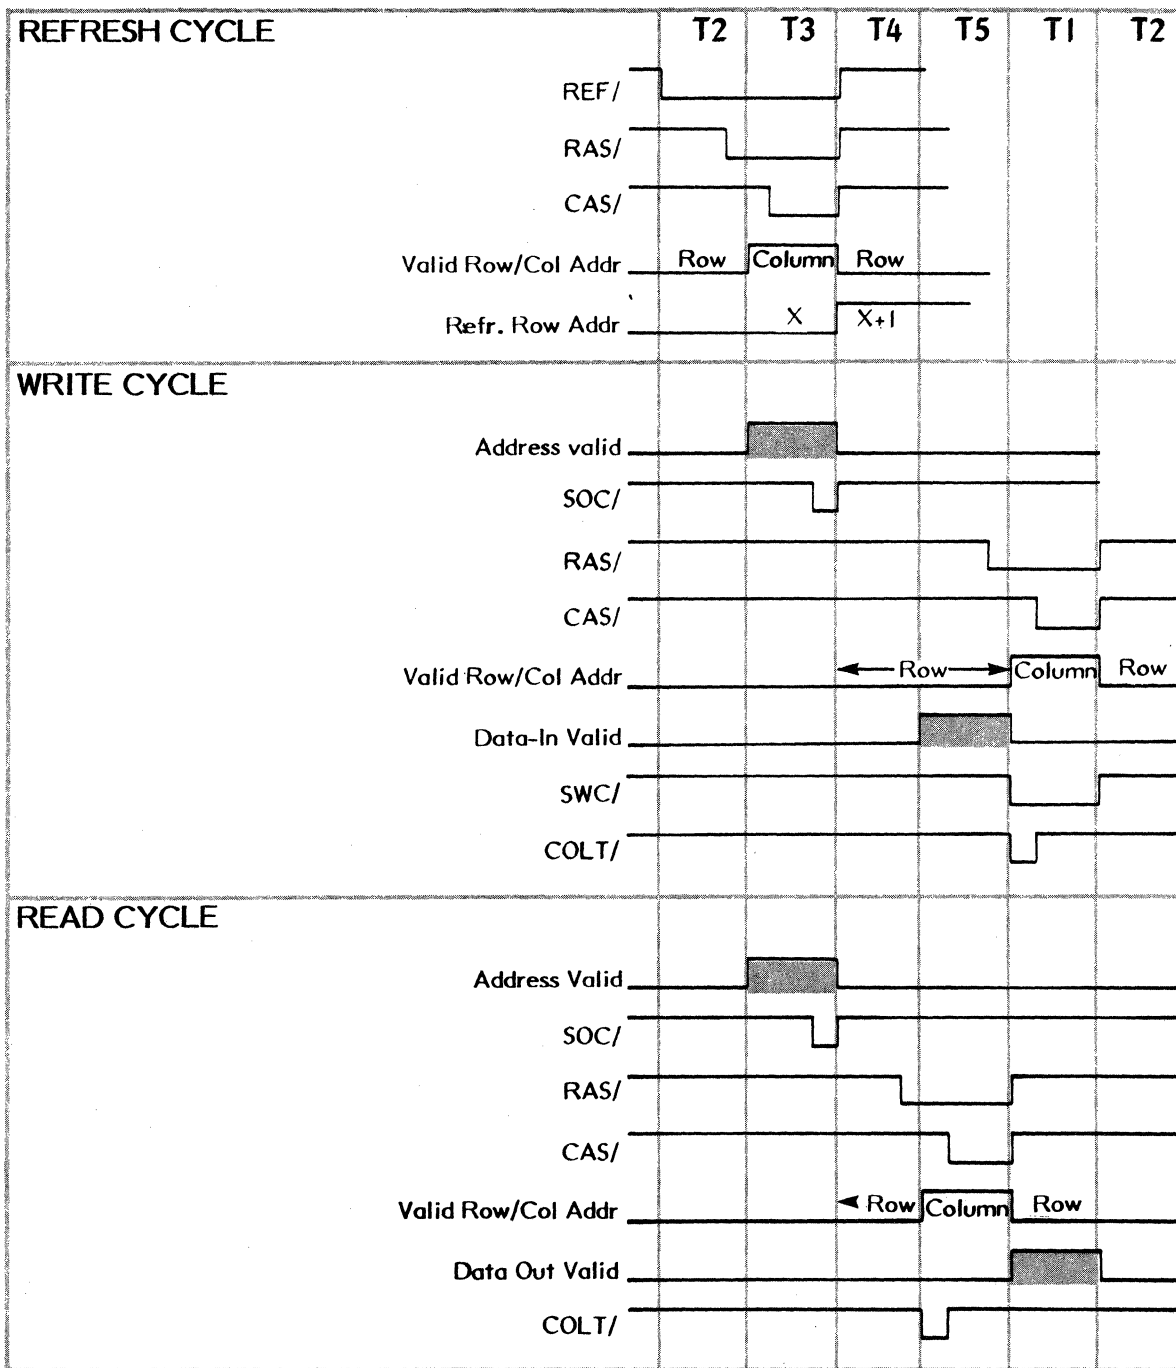 REFRESH CYCLE T2 T3 T4 T5 T1 T2
REF/
RAS/
CAS/
Valid Row/Col Addr Row Column Row
Refr. Row Addr X X+1
WRITE CYCLE
Address valid
SOC/
RAS/
CAS/
Valid Row/Col Addr Row Column Row
Data-In Valid
SWC/
COLT/
READ CYCLE
Address Valid
SOC/
RAS/
CAS/
Valid Row/Col Addr Row Column Row
Data Out Valid
COLT/